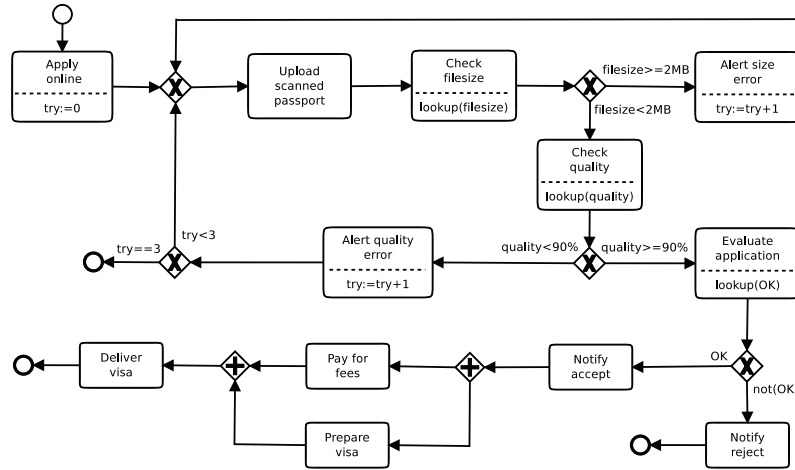 Apply
online
try:=0
Upload
scanned
passport
Check
filesize
lookup(filesize)
filesize>=2MB
filesize<2MB
Alert size
error
try:=try+1
Check
quality
lookup(quality)
try==3
try<3
Alert quality
error
try:=try+1
quality<90%
quality>=90%
Evaluate
application
lookup(OK)
Deliver
visa
Pay for
fees
Notify
accept
OK
not(OK
Prepare
visa
Notify
reject